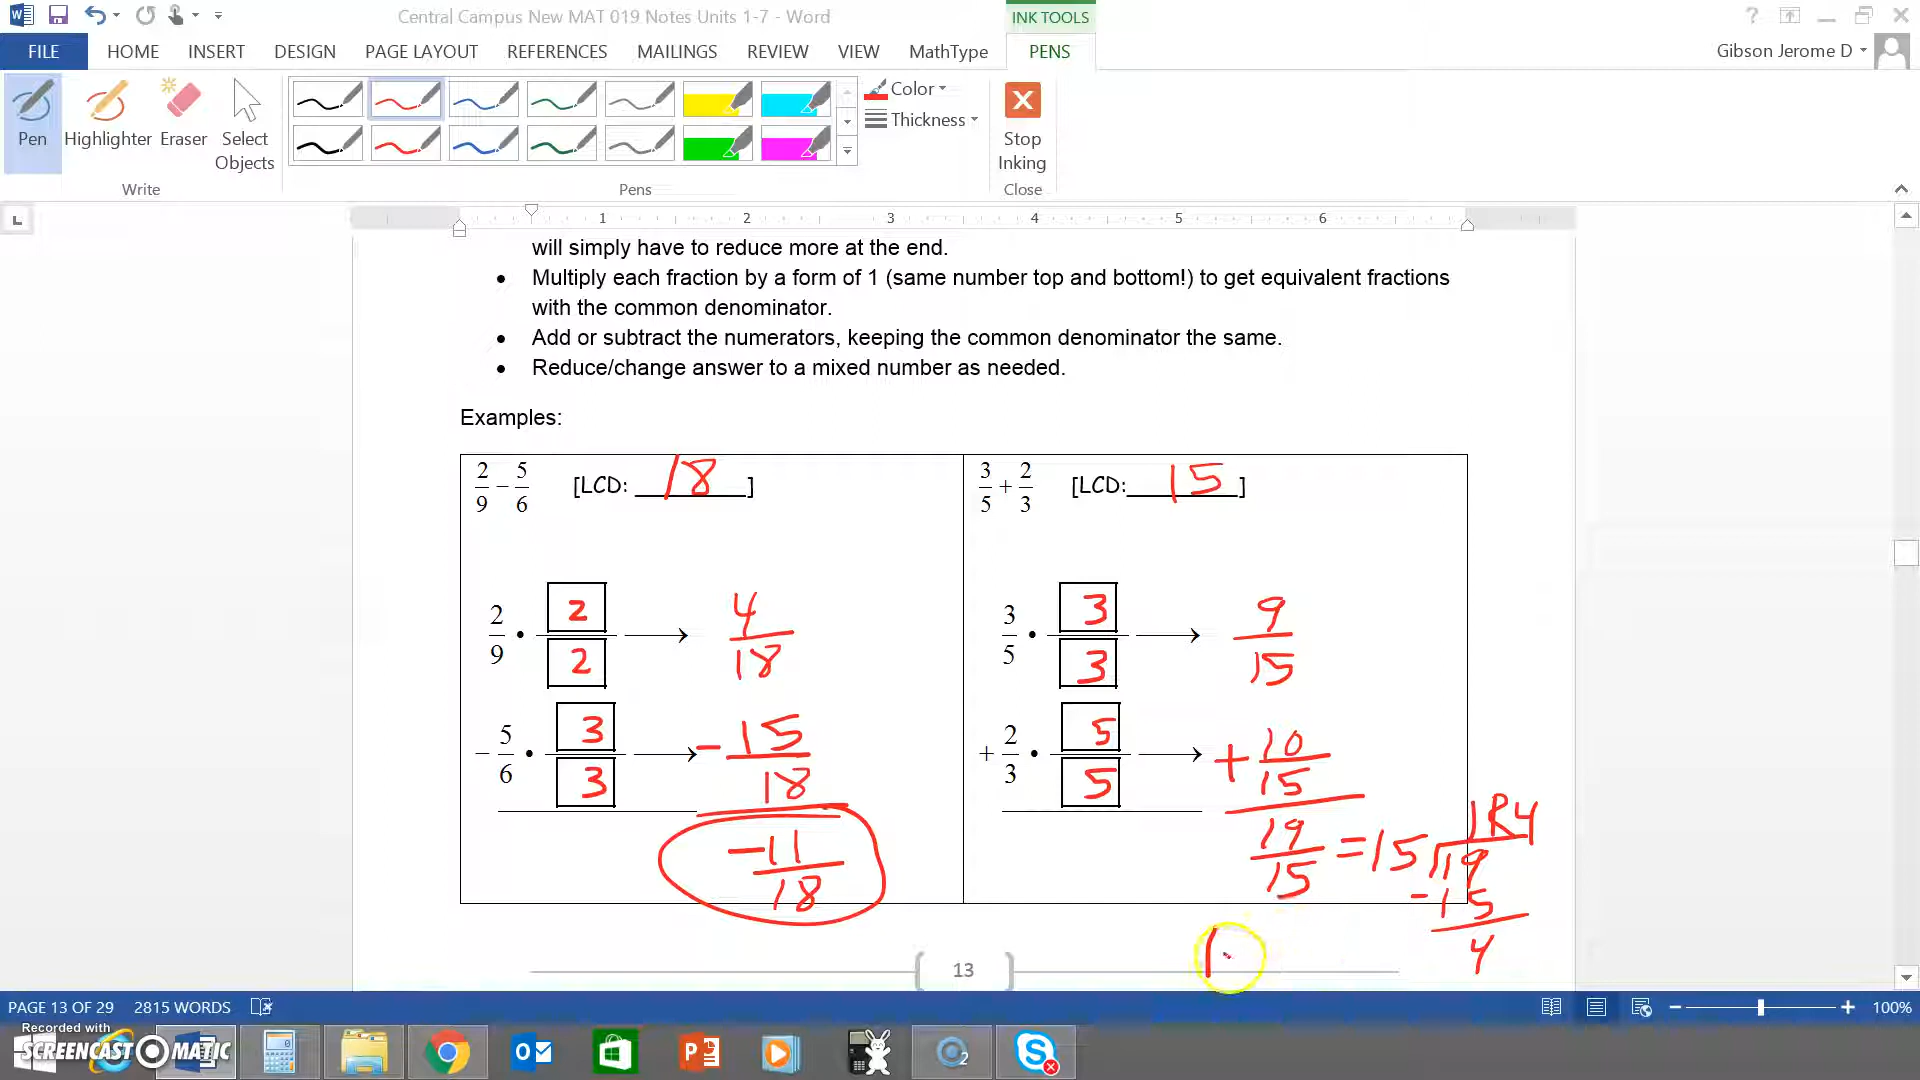 Central Campus New MAT 019 Notes Units 1-7 - Word
INK TOOLS
?
FILE HOME INSERT DESIGN PAGE LAYOUT REFERENCES MAILINGS REVIEW VIEW MathType PENS
Gibson Jerome D
Pen
Highlighter
Eraser
Select Objects
Color
Thickness
Stop Inking
Write
Pens
Close
1 2 3 4 5 6
will simply have to reduce more at the end.
• Multiply each fraction by a form of 1 (same number top and bottom!) to get equivalent fractions
with the common denominator.
• Add or subtract the numerators, keeping the common denominator the same.
• Reduce/change answer to a mixed number as needed.
Examples:
2/9 − 5/6 [LCD: 18]
2/9 • 2/2 → 4/18
− 5/6 • 3/3 → −15/18
−11/18
3/5 + 2/3 [LCD: 15]
3/5 • 3/3 → 9/15
+ 2/3 • 5/5 → +10/15
19/15 = 15 19
1R4
−15
4
1
13
PAGE 13 OF 29 2815 WORDS
100%
Recorded with
SCREENCAST MATIC